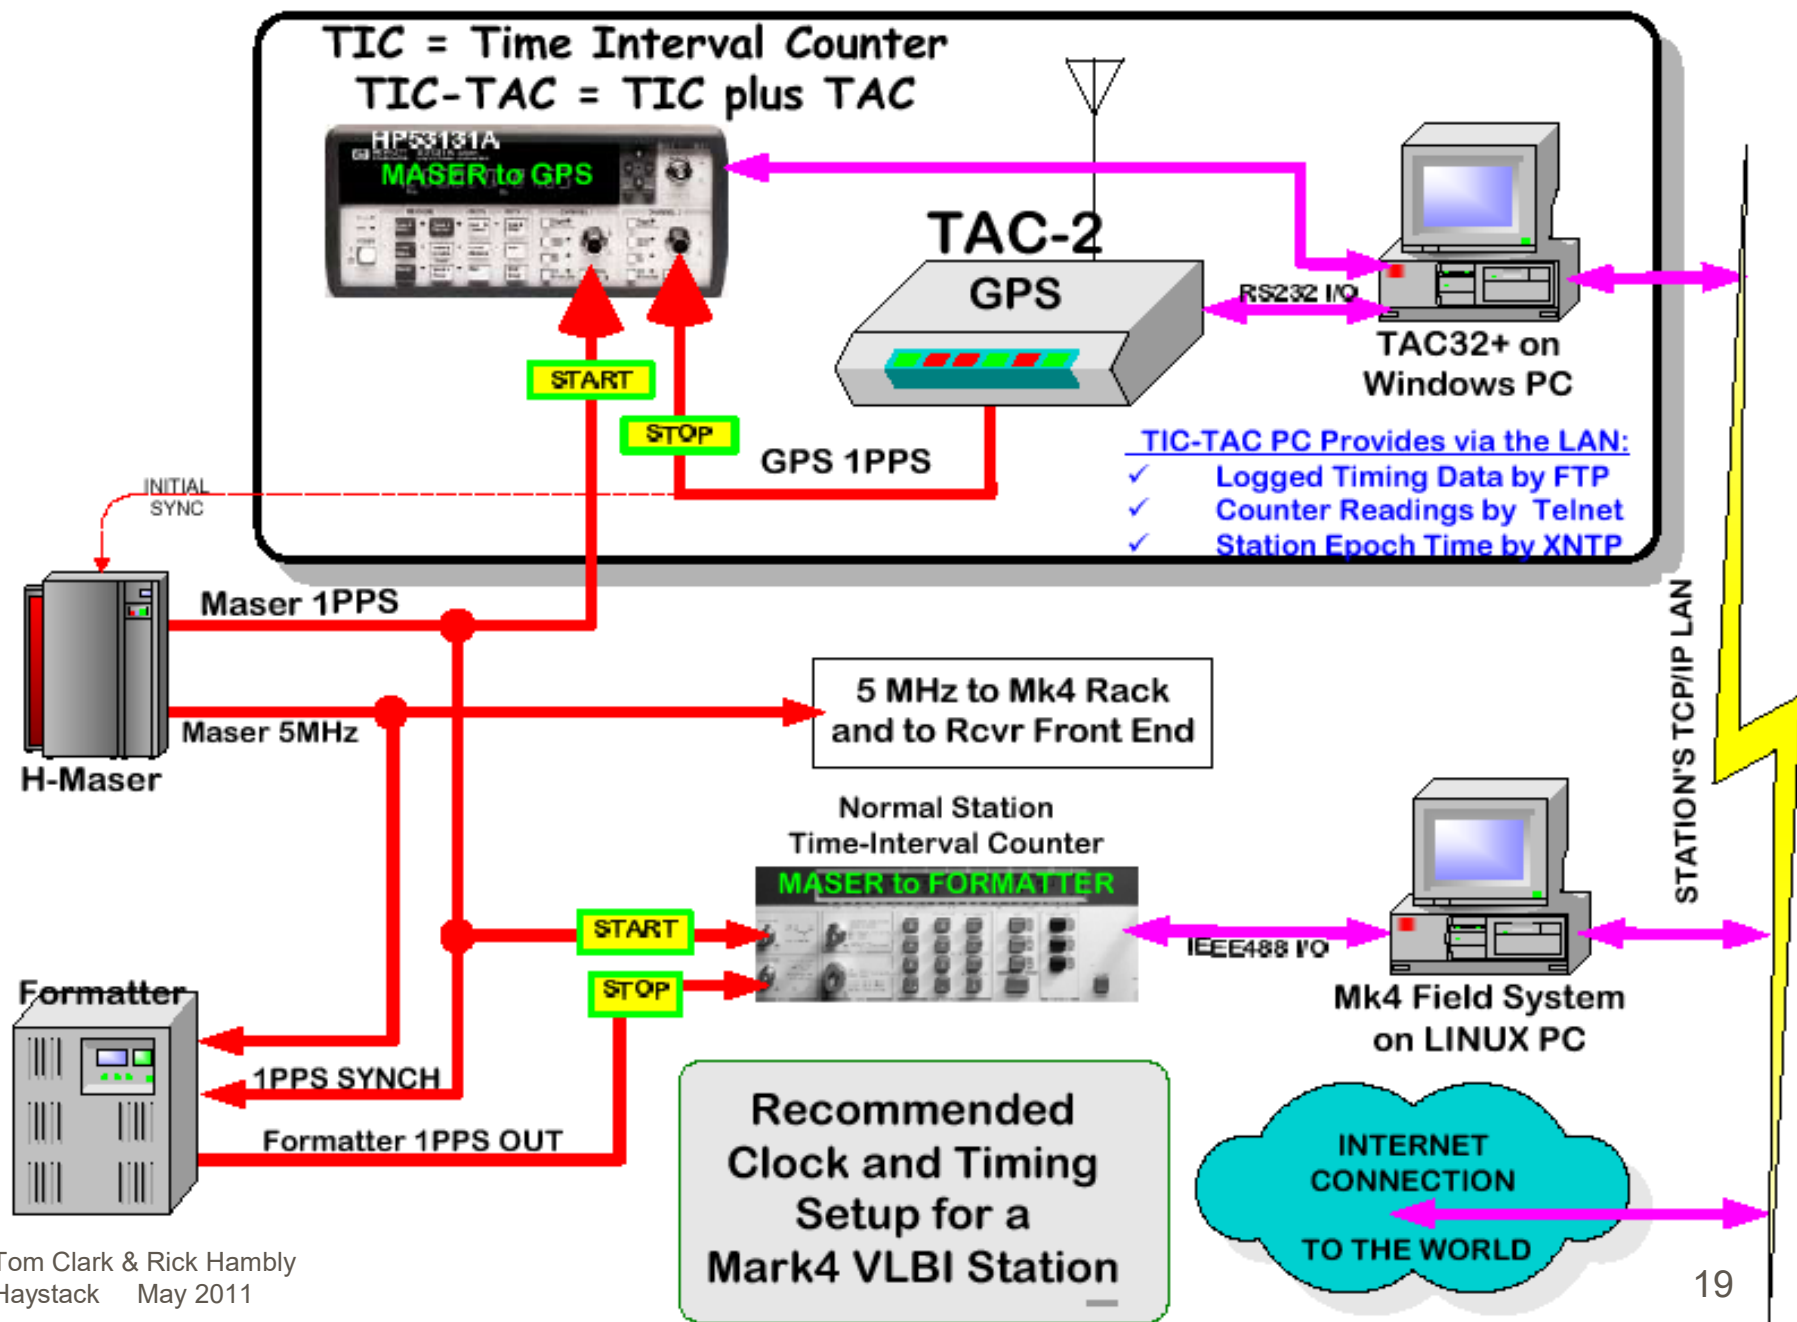 TIC = Time Interval Counter
TIC-TAC = TIC plus TAC
HP53131A
MASER to GPS
TAC-2
GPS
RS232 I/O
TAC32+ on
Windows PC
START
STOP
GPS 1PPS
TIC-TAC PC Provides via the LAN:
✓ Logged Timing Data by FTP
✓ Counter Readings by Telnet
✓ Station Epoch Time by XNTP
INITIAL
SYNC
Maser 1PPS
Maser 5MHz
H-Maser
5 MHz to Mk4 Rack
and to Rcvr Front End
STATION'S TCP/IP LAN
Normal Station
Time-Interval Counter
MASER to FORMATTER
START
STOP
IEEE488 I/O
Mk4 Field System
on LINUX PC
Formatter
1PPS SYNCH
Formatter 1PPS OUT
Recommended
Clock and Timing
Setup for a
Mark4 VLBI Station
INTERNET
CONNECTION
TO THE WORLD
Tom Clark & Rick Hambly
Haystack May 2011
19